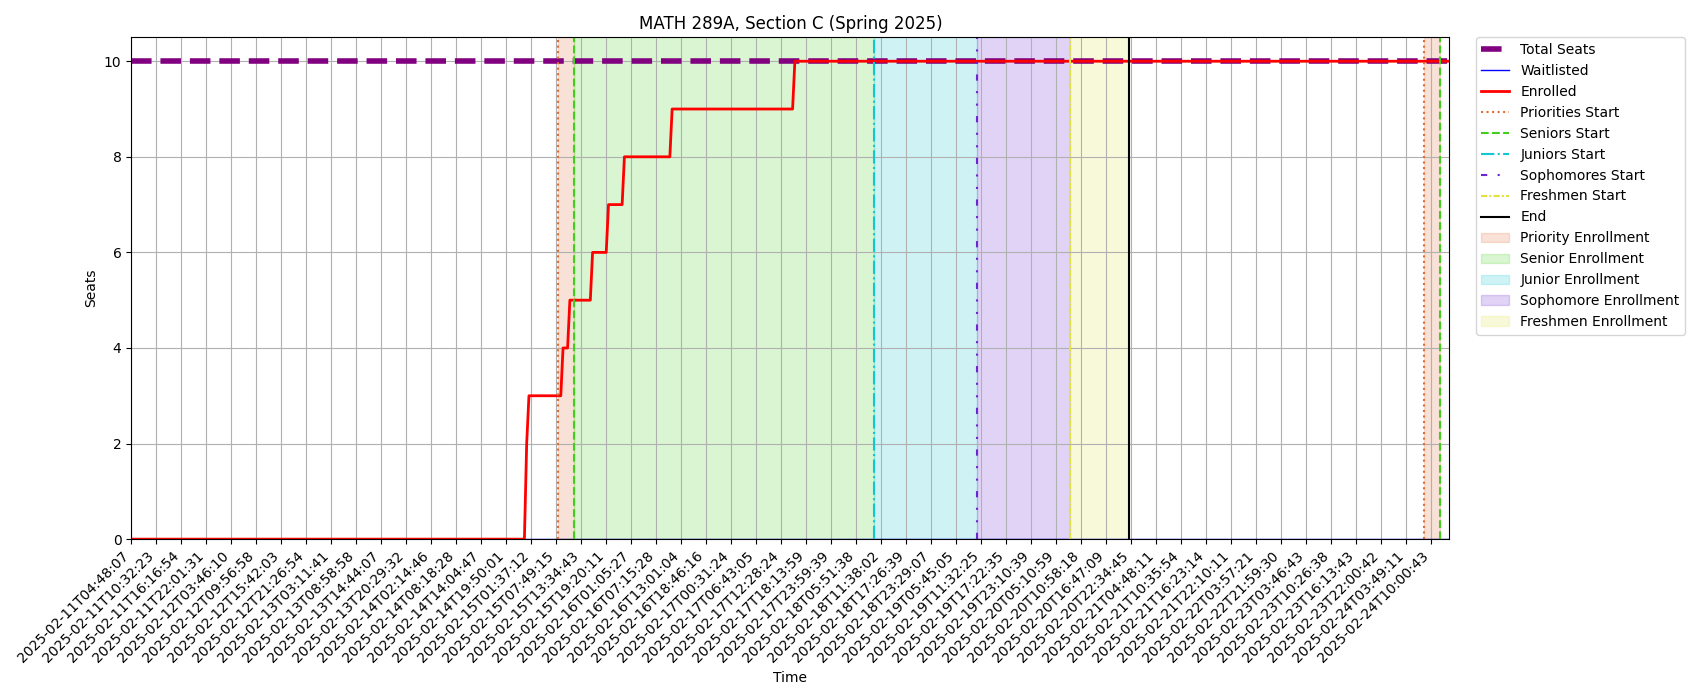 MATH 289A, Section C (Spring 2025)
Seats
10
8
6
4
2
0
2025-02-11T04:48:07
2025-02-11T10:32:23
2025-02-11T16:16:54
2025-02-11T22:01:31
2025-02-12T03:46:10
2025-02-12T09:56:58
2025-02-12T15:42:03
2025-02-12T21:26:54
2025-02-13T03:11:41
2025-02-13T08:58:58
2025-02-13T14:44:07
2025-02-13T20:29:32
2025-02-14T02:14:46
2025-02-14T08:18:28
2025-02-14T14:04:47
2025-02-14T19:50:01
2025-02-15T01:37:12
2025-02-15T07:49:15
2025-02-15T13:34:43
2025-02-15T19:20:11
2025-02-16T01:05:27
2025-02-16T07:15:28
2025-02-16T13:01:04
2025-02-16T18:46:16
2025-02-17T00:31:24
2025-02-17T06:43:05
2025-02-17T12:28:24
2025-02-17T18:13:59
2025-02-17T23:59:39
2025-02-18T05:51:38
2025-02-18T11:38:02
2025-02-18T17:26:39
2025-02-18T23:29:07
2025-02-19T05:45:05
2025-02-19T11:32:25
2025-02-19T17:22:35
2025-02-19T23:10:39
2025-02-20T05:10:59
2025-02-20T10:58:18
2025-02-20T16:47:09
2025-02-20T22:34:45
2025-02-21T04:48:11
2025-02-21T10:35:54
2025-02-21T16:23:14
2025-02-21T22:10:11
2025-02-22T03:57:21
2025-02-22T21:59:30
2025-02-23T03:46:43
2025-02-23T10:26:38
2025-02-23T16:13:43
2025-02-23T22:00:42
2025-02-24T03:49:11
2025-02-24T10:00:43
Time
Total Seats
Waitlisted
Enrolled
Priorities Start
Seniors Start
Juniors Start
Sophomores Start
Freshmen Start
End
Priority Enrollment
Senior Enrollment
Junior Enrollment
Sophomore Enrollment
Freshmen Enrollment